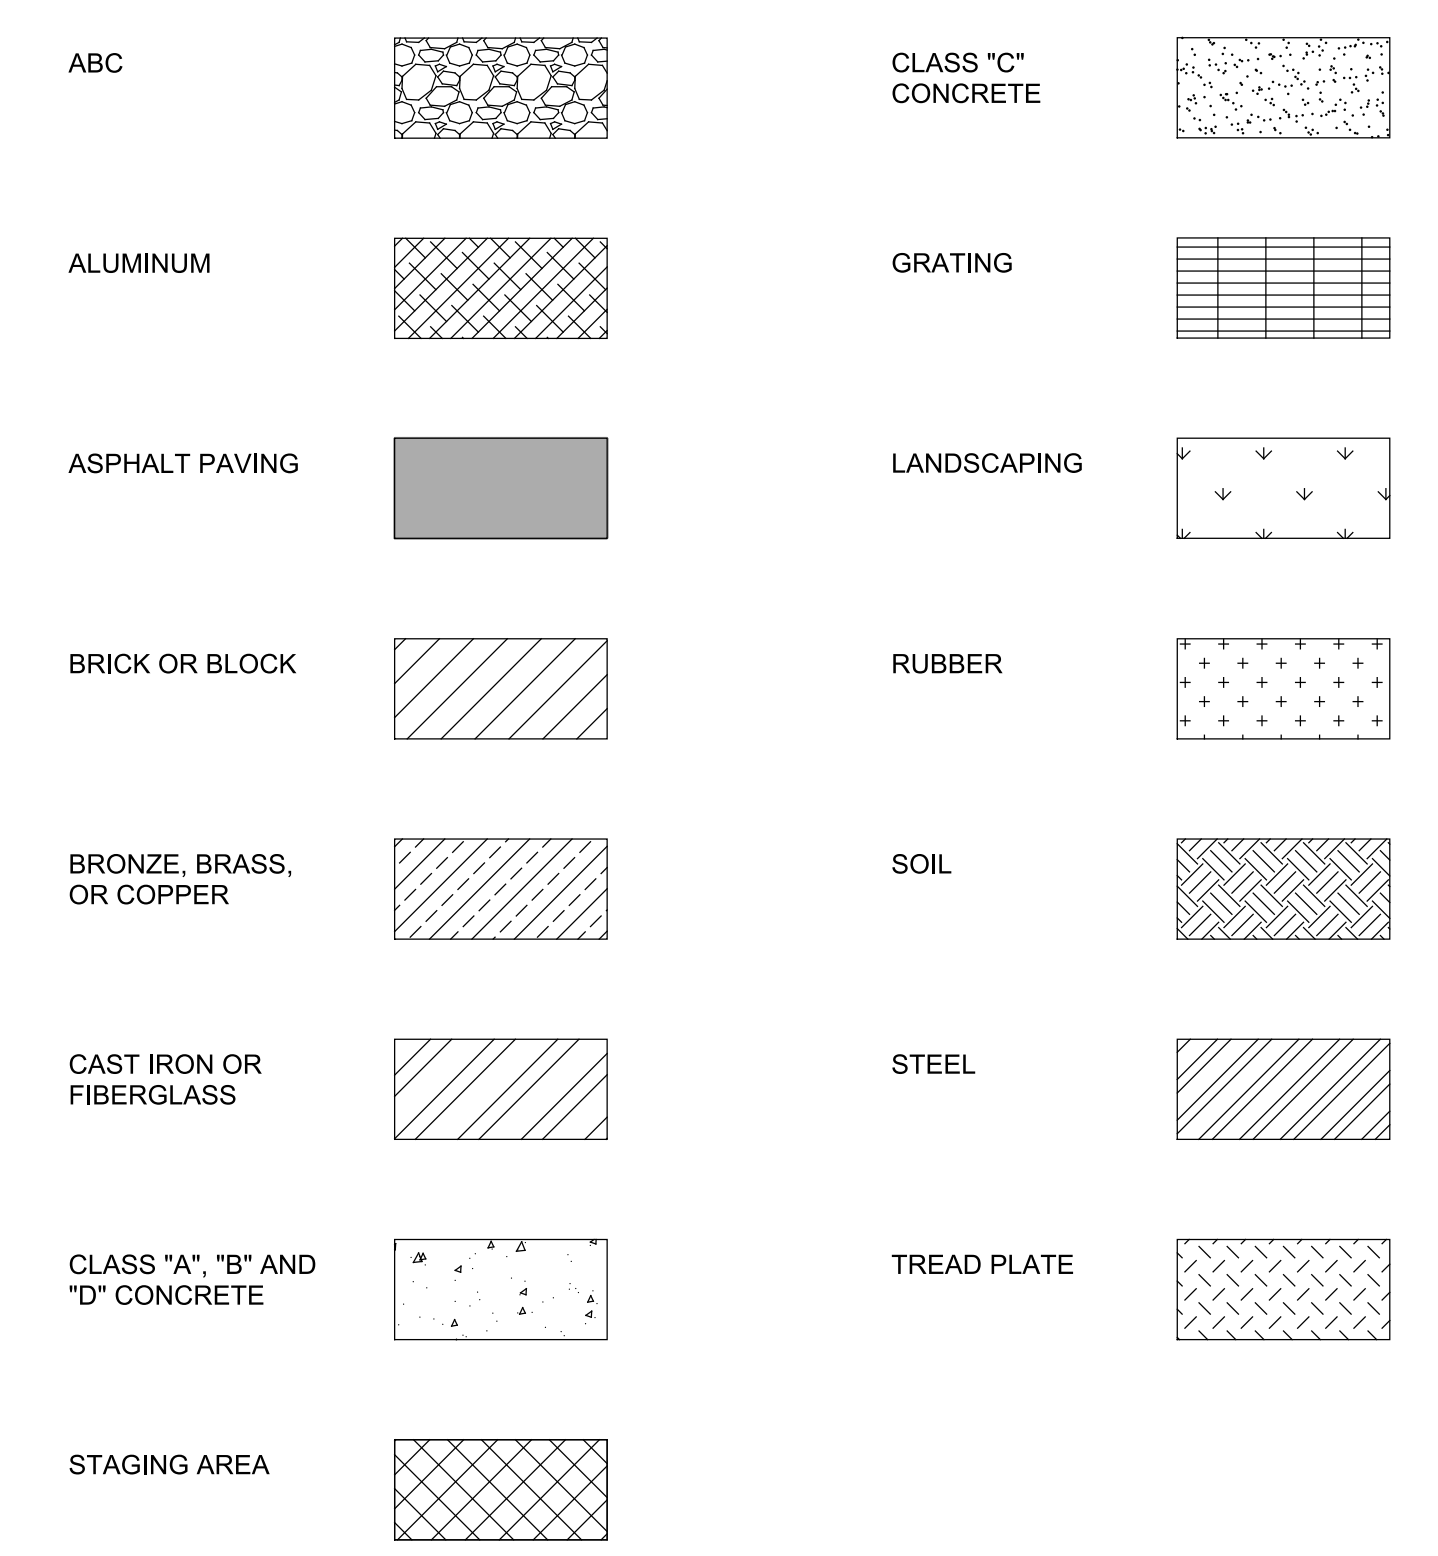 ABC
ALUMINUM
ASPHALT PAVING
BRICK OR BLOCK
BRONZE, BRASS,
OR COPPER
CAST IRON OR
FIBERGLASS
CLASS "A", "B" AND
"D" CONCRETE
STAGING AREA
CLASS "C"
CONCRETE
GRATING
LANDSCAPING
RUBBER
SOIL
STEEL
TREAD PLATE